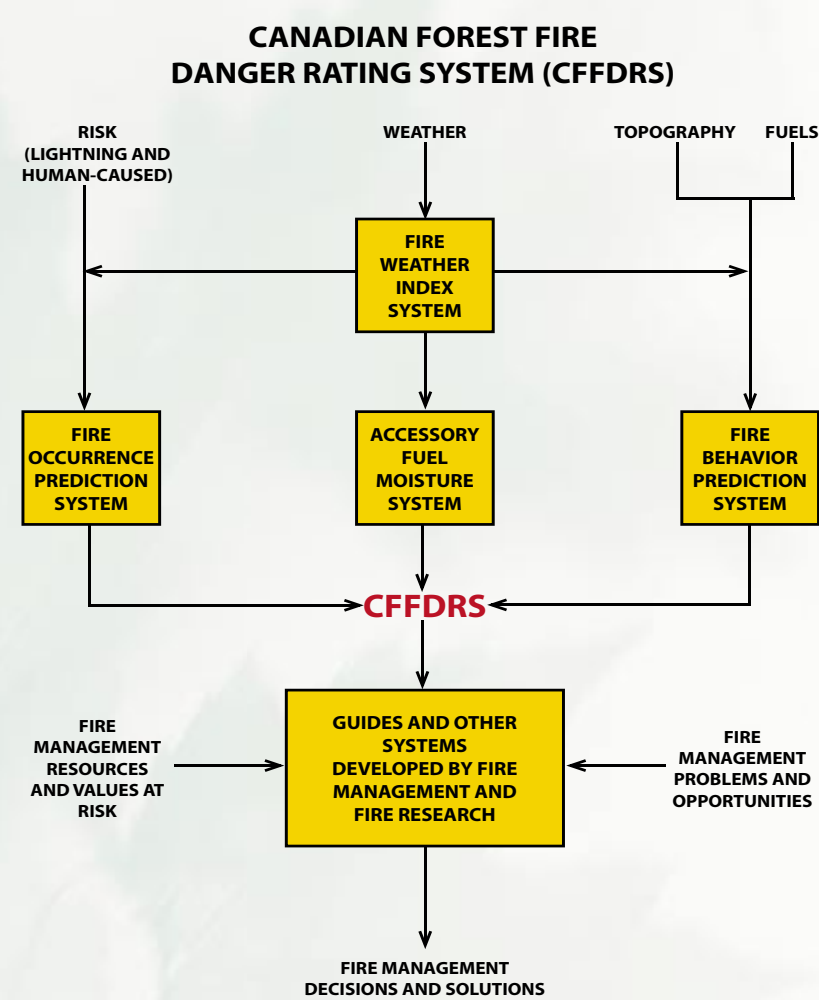 CANADIAN FOREST FIRE
DANGER RATING SYSTEM (CFFDRS)
RISK
(LIGHTNING AND
HUMAN-CAUSED)
WEATHER
TOPOGRAPHY
FUELS
FIRE
WEATHER
INDEX
SYSTEM
FIRE
OCCURRENCE
PREDICTION
SYSTEM
ACCESSORY
FUEL
MOISTURE
SYSTEM
FIRE
BEHAVIOR
PREDICTION
SYSTEM
CFFDRS
FIRE
MANAGEMENT
RESOURCES
AND VALUES AT
RISK
GUIDES AND OTHER
SYSTEMS
DEVELOPED BY FIRE
MANAGEMENT AND
FIRE RESEARCH
FIRE
MANAGEMENT
PROBLEMS AND
OPPORTUNITIES
FIRE MANAGEMENT
DECISIONS AND SOLUTIONS